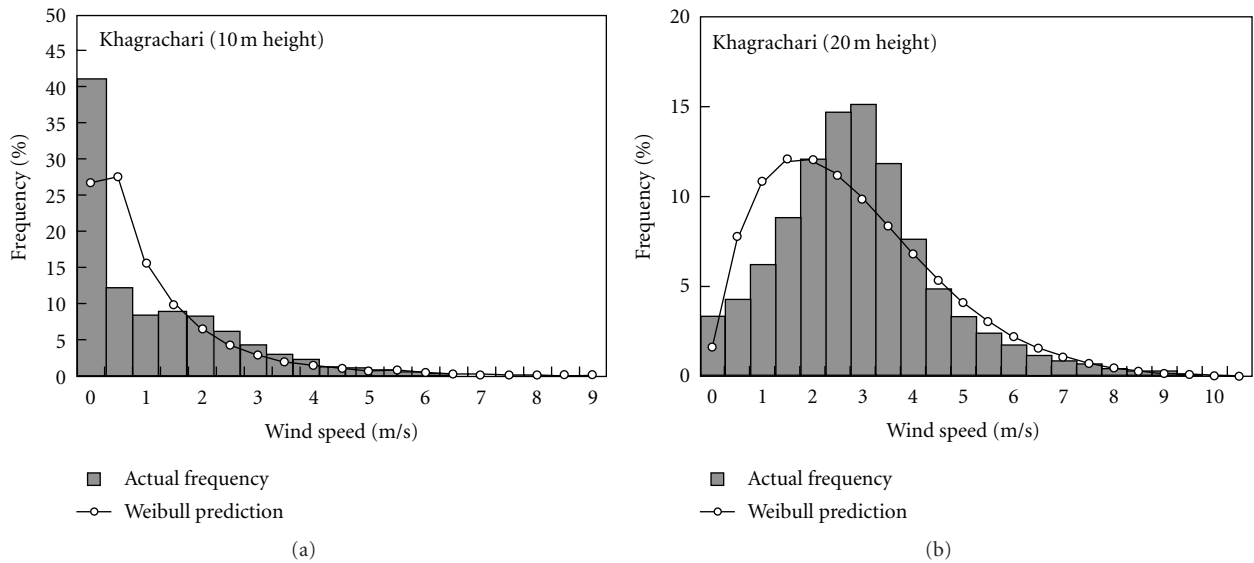 50
45
40
35
30
25
20
15
10
5
0
Frequency (%)
Khagrachari (10 m height)
0 1 2 3 4 5 6 7 8 9
Wind speed (m/s)
Actual frequency
Weibull prediction
(a)
20
15
10
5
0
Frequency (%)
Khagrachari (20 m height)
0 1 2 3 4 5 6 7 8 9 10
Wind speed (m/s)
Actual frequency
Weibull prediction
(b)